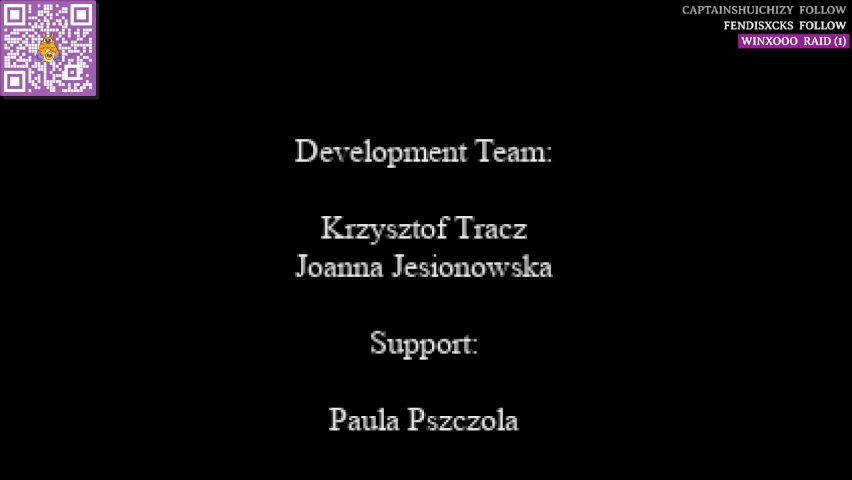 CAPTAINSHUICHIZY FOLLOW
FENDISXCKS FOLLOW
WINXOOO RAID (1)
Development Team:
Krzysztof Tracz
Joanna Jesionowska
Support:
Paula Pszczola